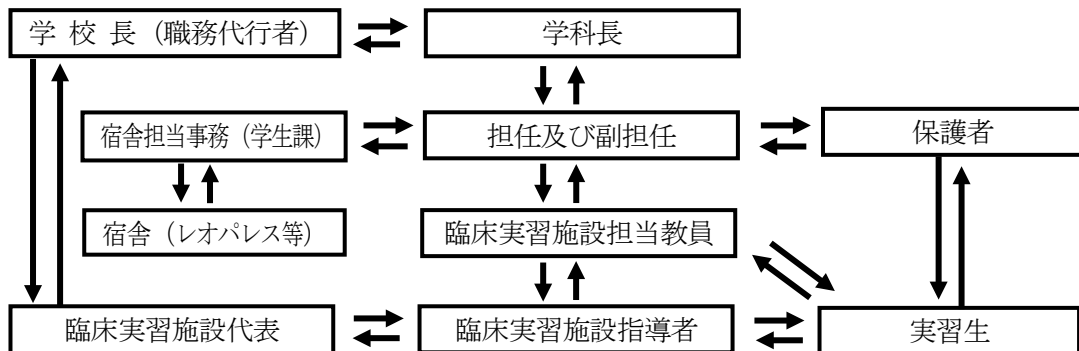 学 校 長（職務代行者）
学科長
宿舎担当事務（学生課）
担任及び副担任
保護者
宿舎（レオパレス等）
臨床実習施設担当教員
臨床実習施設代表
臨床実習施設指導者
実習生